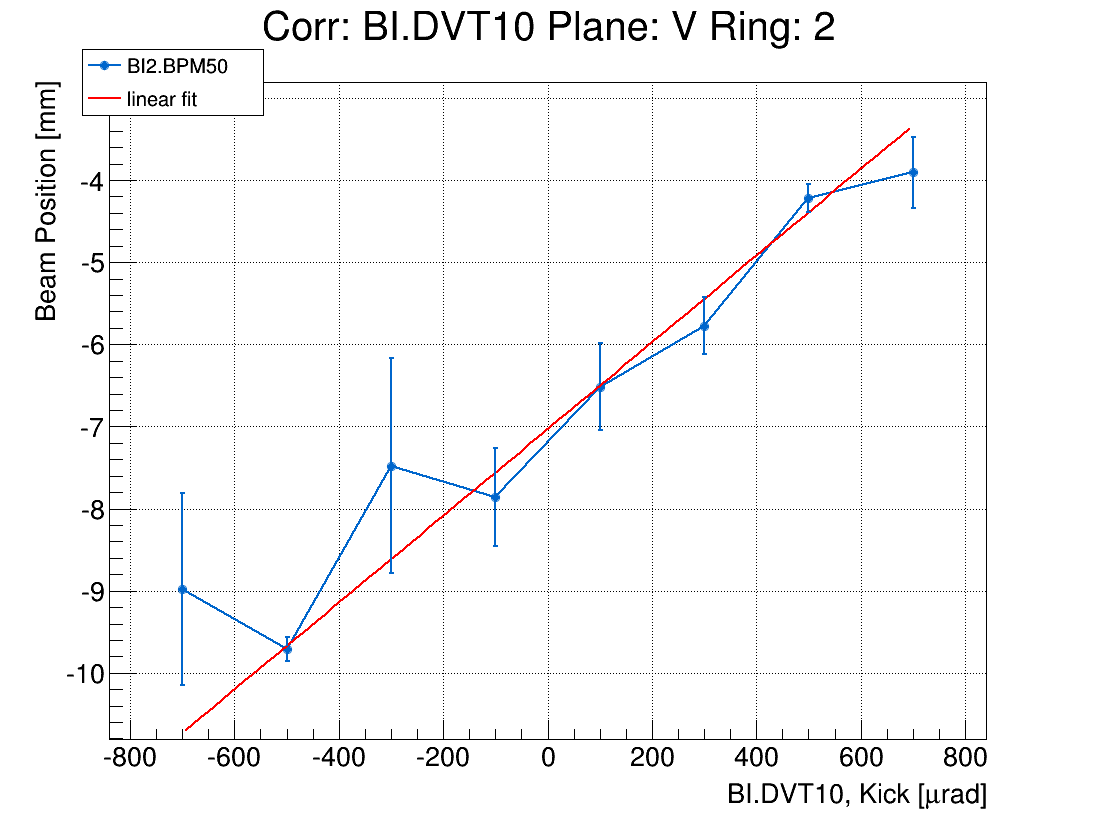 Corr: BI.DVT10 Plane: V Ring: 2
BI2.BPM50
linear fit
Beam Position [mm]
-4
-5
-6
-7
-8
-9
-10
-800 -600 -400 -200 0 200 400 600 800
BI.DVT10, Kick [μrad]